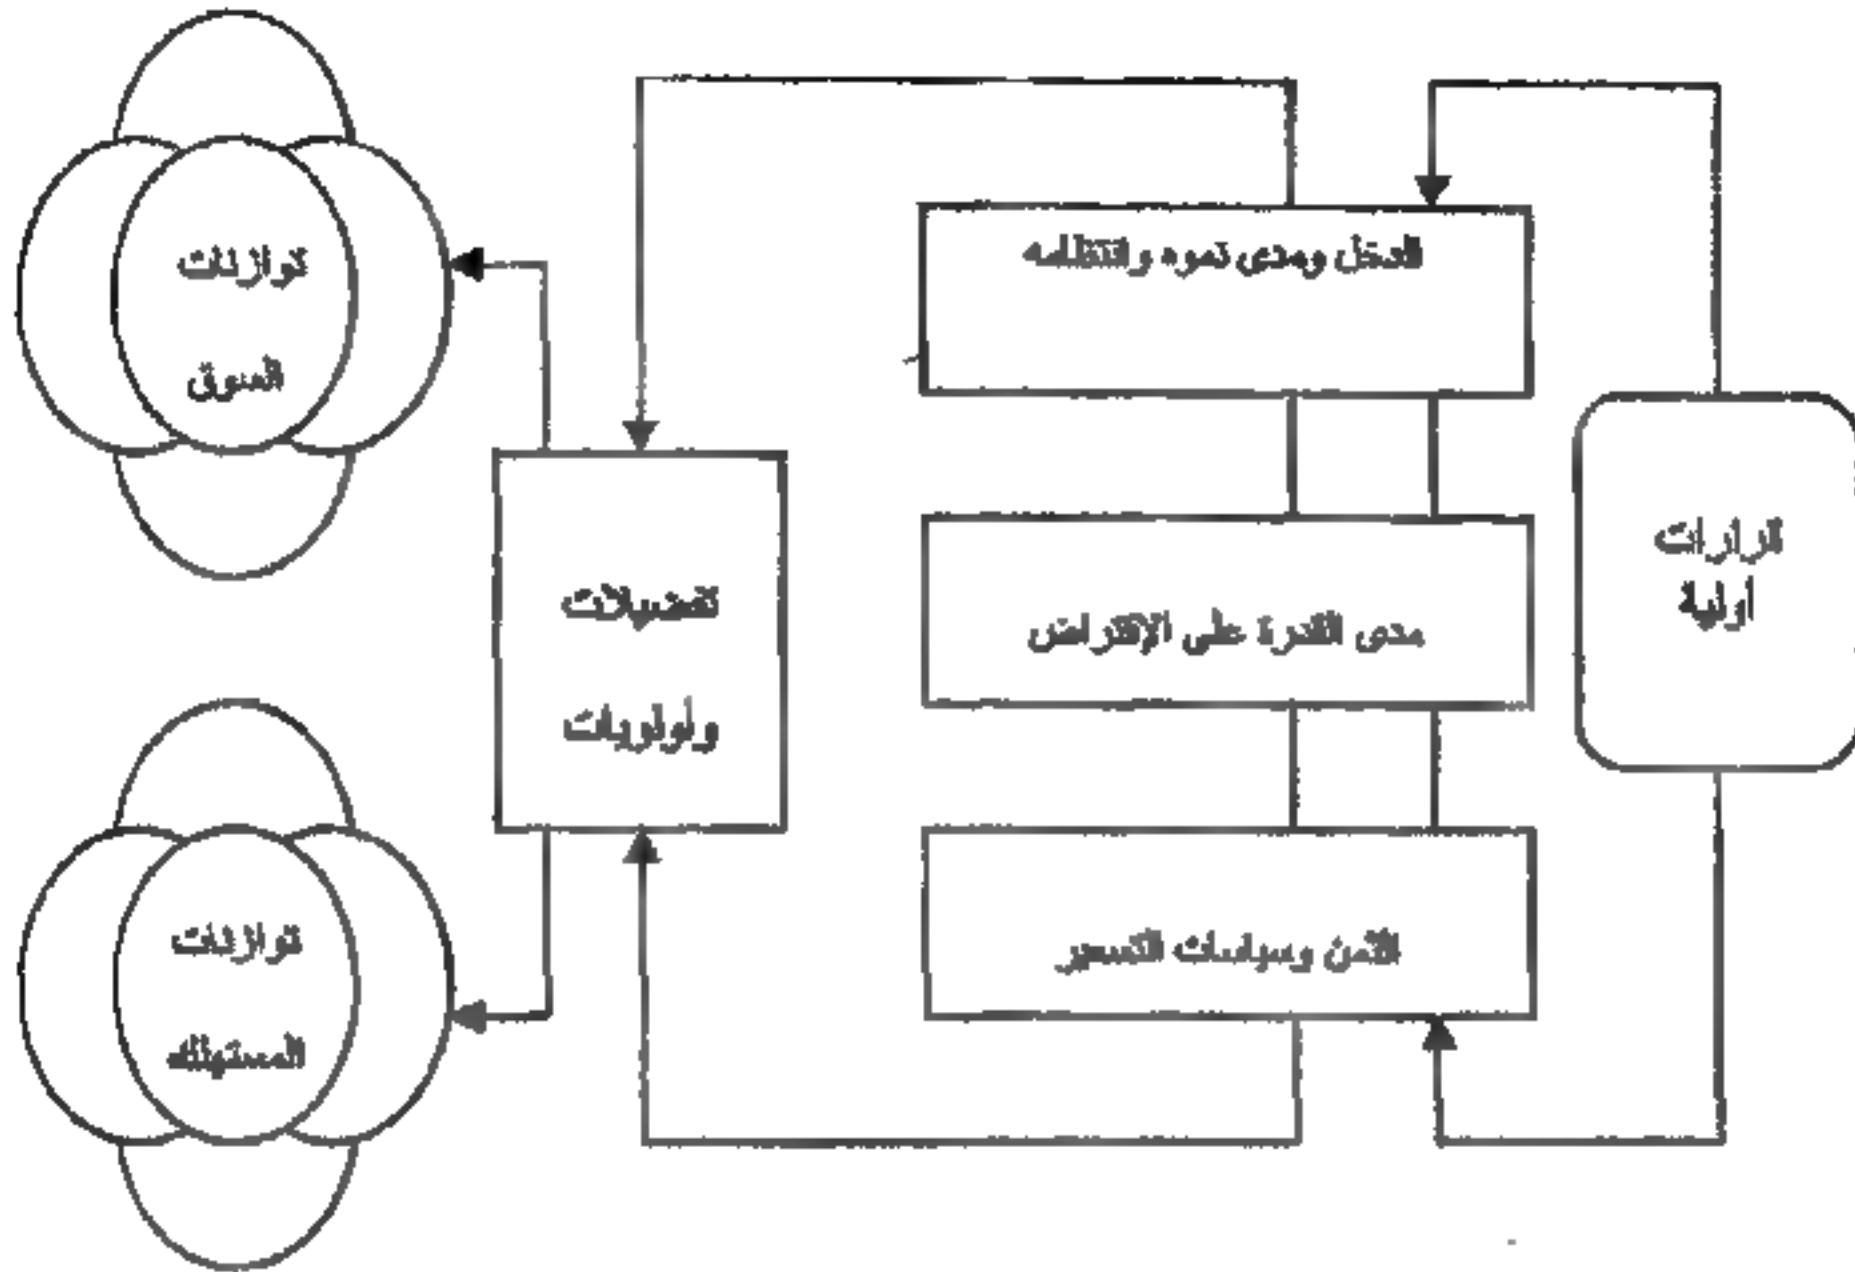 قرارات
أولية
الدخل ومدى نموه وانتظامه
مدى القدرة على الإقتراض
الثمن وسياسات التسعير
تفضيلات
وأولويات
توازنات
السوق
توازنات
المستهلك